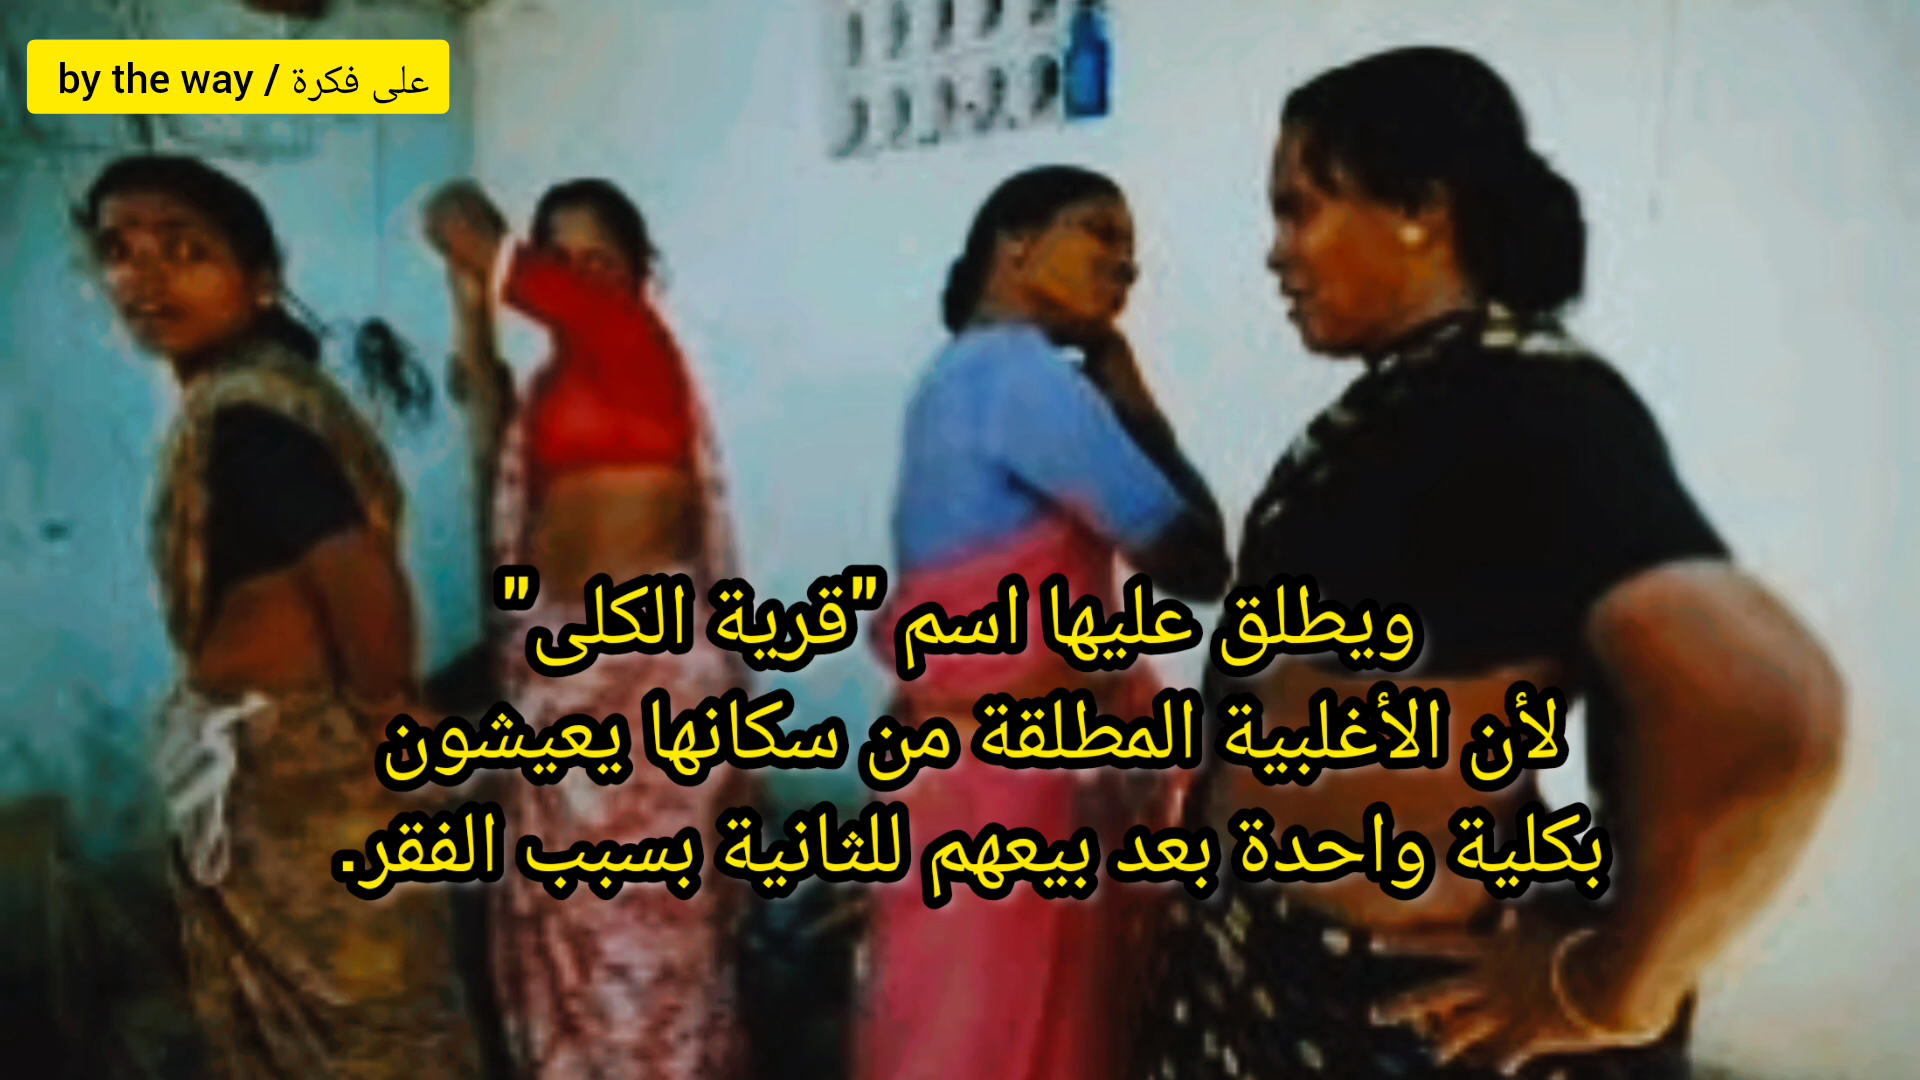 by the way / على فكرة
ويطلق عليها اسم "قرية الكلى"
لأن الأغلبية المطلقة من سكانها يعيشون
بكلية واحدة بعد بيعهم للثانية بسبب الفقر.